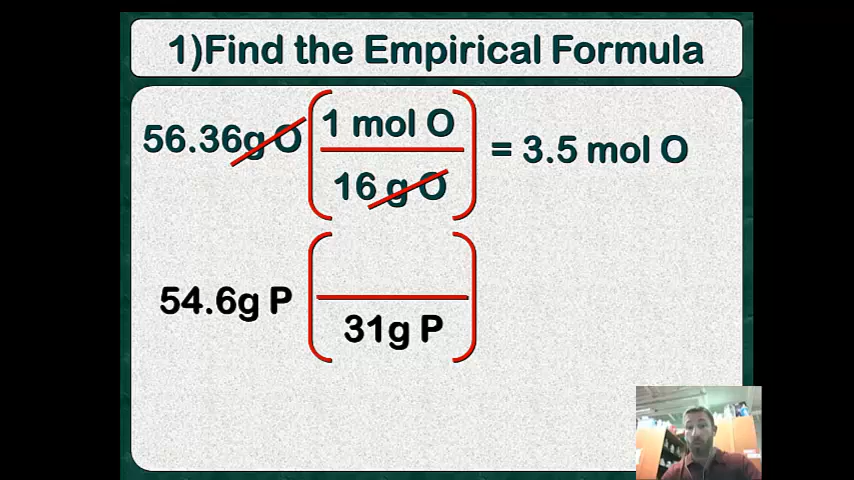 1)Find the Empirical Formula
56.36g O
1 mol O
16 g O
= 3.5 mol O
54.6g P
31g P